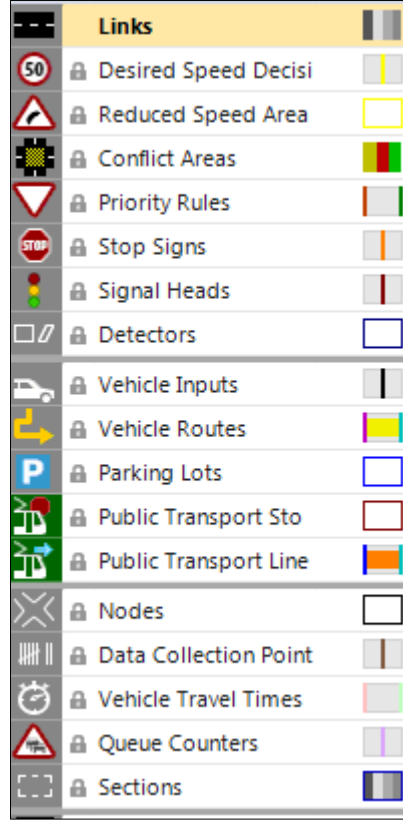 Links
50 Desired Speed Decisi
Reduced Speed Area
Conflict Areas
Priority Rules
STOP Stop Signs
Signal Heads
Detectors
Vehicle Inputs
Vehicle Routes
P Parking Lots
Public Transport Sto
Public Transport Line
Nodes
Data Collection Point
Vehicle Travel Times
Queue Counters
Sections